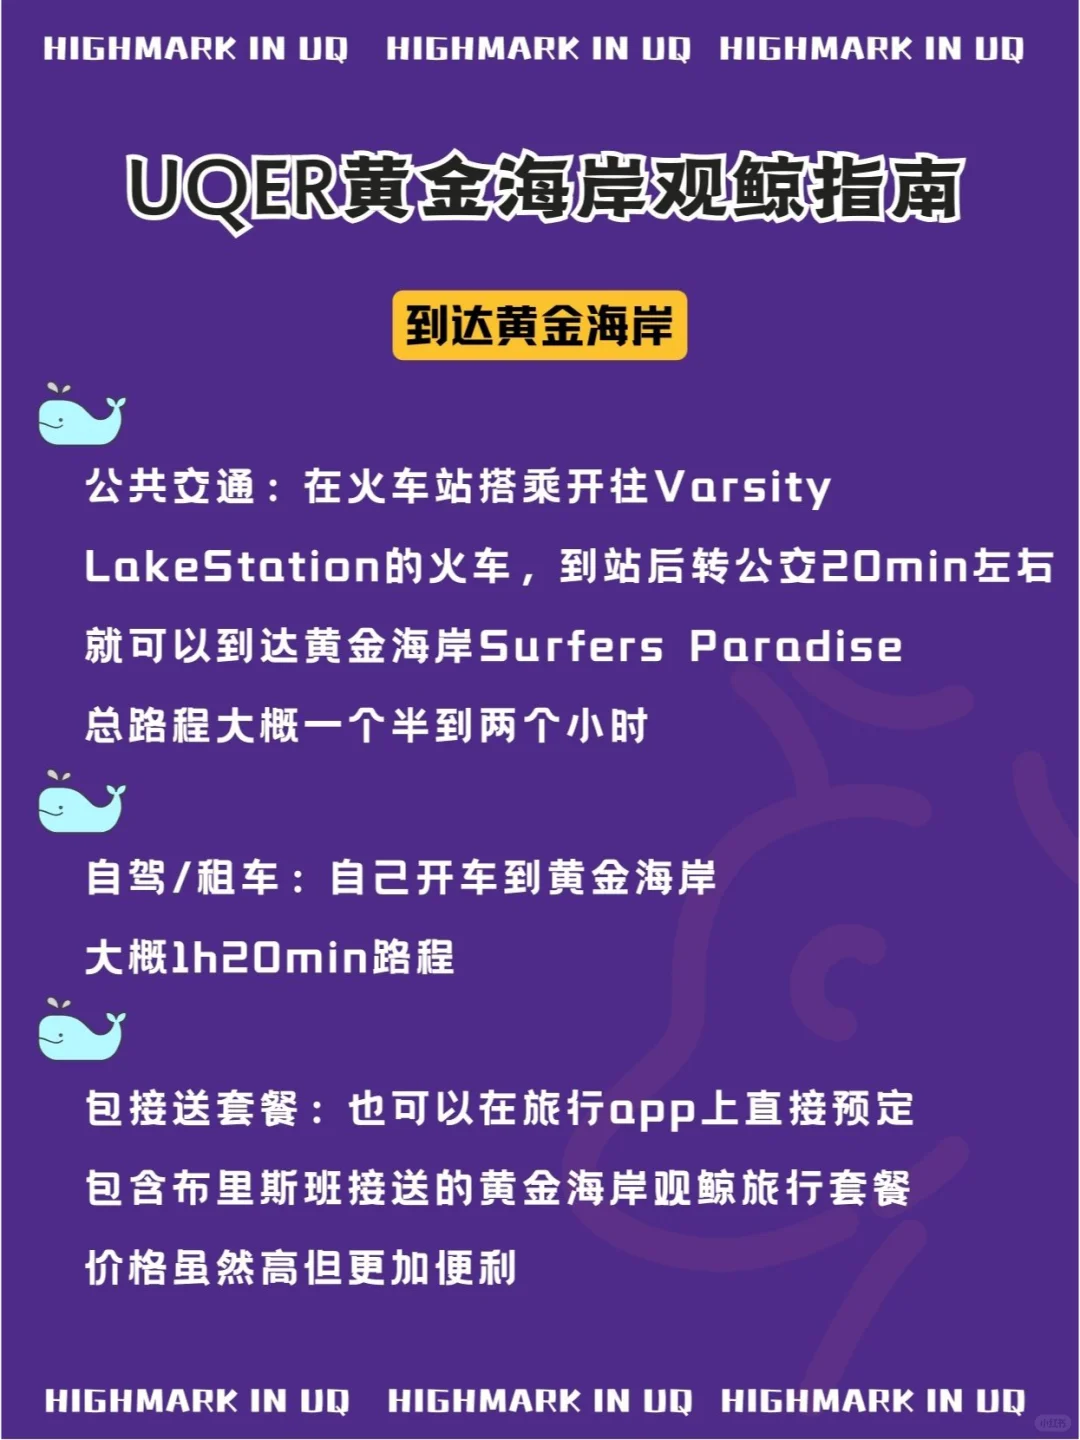 HIGHMARK IN UQ HIGHMARK IN UQ HIGHMARK IN UQ
UQER黄金海岸观鲸指南
到达黄金海岸
公共交通：在火车站搭乘开往Varsity
LakeStation的火车，到站后转公交20min左右
就可以到达黄金海岸Surfers Paradise
总路程大概一个半到两个小时
自驾/租车：自己开车到黄金海岸
大概1h20min路程
包接送套餐：也可以在旅行app上直接预定
包含布里斯班接送的黄金海岸观鲸旅行套餐
价格虽然高但更加便利
HIGHMARK IN UQ HIGHMARK IN UQ HIGHMARK IN UQ
小红书